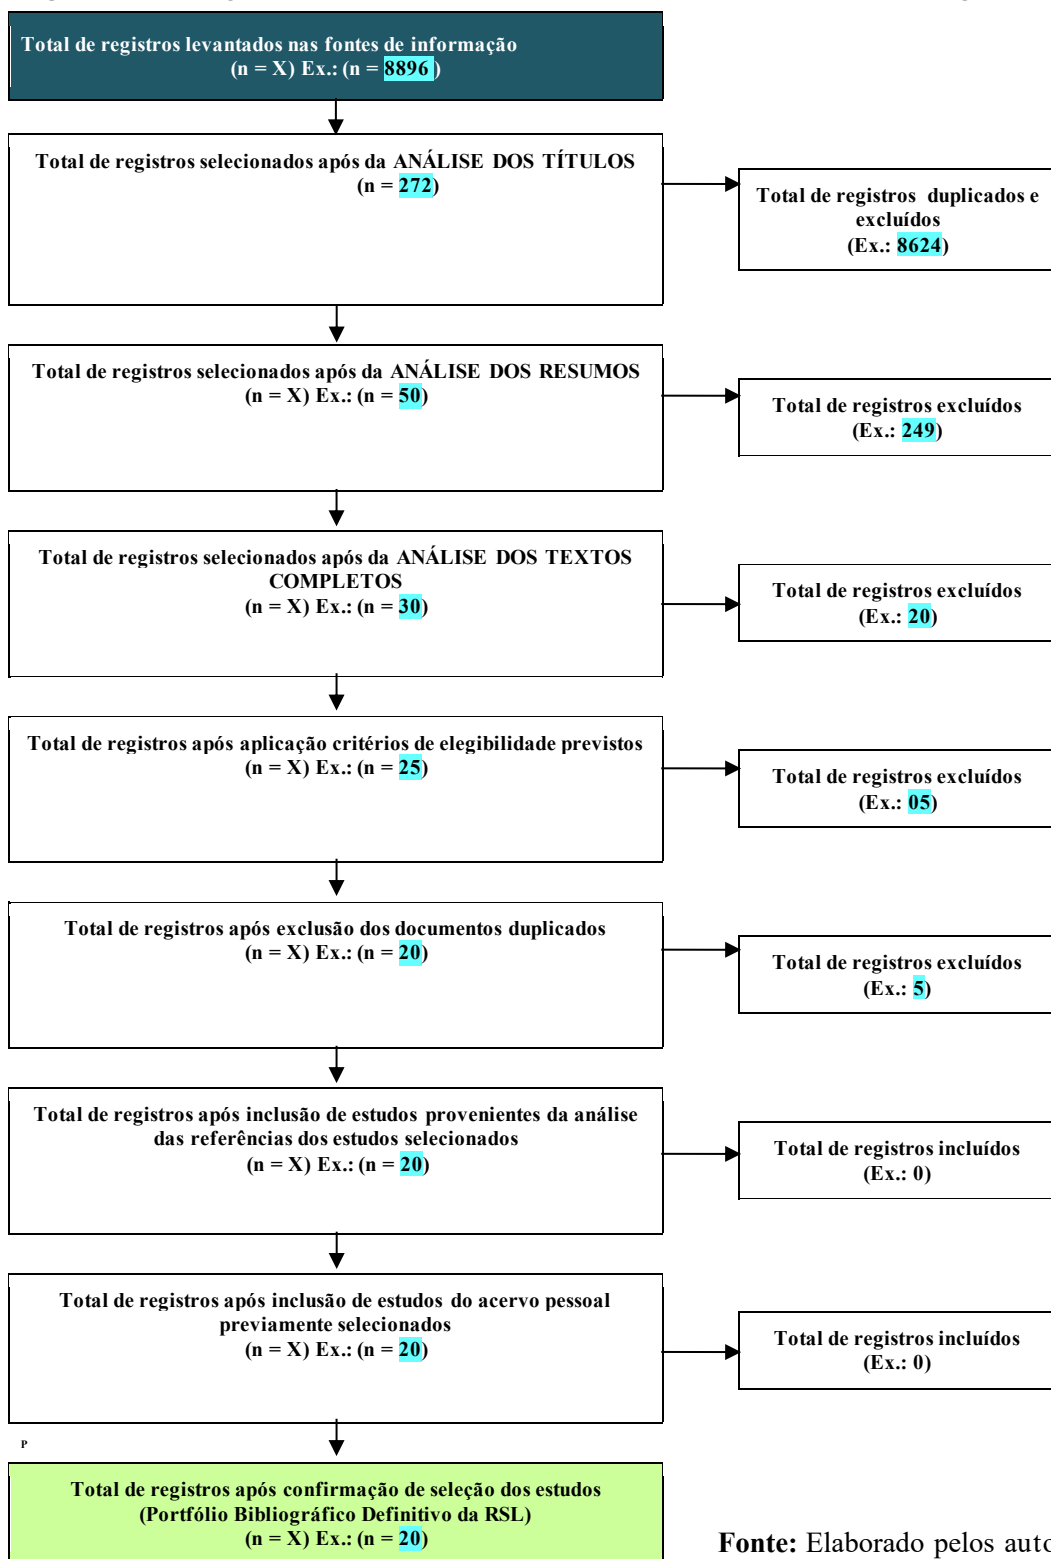 Total de registros levantados nas fontes de informação
(n = X) Ex.: (n = 8896 )
Total de registros selecionados após da ANÁLISE DOS TÍTULOS
(n = 272)
Total de registros duplicados e
excluídos
(Ex.: 8624)
Total de registros selecionados após da ANÁLISE DOS RESUMOS
(n = X) Ex.: (n = 50)
Total de registros excluídos
(Ex.: 249)
Total de registros selecionados após da ANÁLISE DOS TEXTOS
COMPLETOS
(n = X) Ex.: (n = 30)
Total de registros excluídos
(Ex.: 20)
Total de registros após aplicação critérios de elegibilidade previstos
(n = X) Ex.: (n = 25)
Total de registros excluídos
(Ex.: 05)
Total de registros após exclusão dos documentos duplicados
(n = X) Ex.: (n = 20)
Total de registros excluídos
(Ex.: 5)
Total de registros após inclusão de estudos provenientes da análise
das referências dos estudos selecionados
(n = X) Ex.: (n = 20)
Total de registros incluídos
(Ex.: 0)
Total de registros após inclusão de estudos do acervo pessoal
previamente selecionados
(n = X) Ex.: (n = 20)
Total de registros incluídos
(Ex.: 0)
P
Total de registros após confirmação de seleção dos estudos
(Portfólio Bibliográfico Definitivo da RSL)
(n = X) Ex.: (n = 20)
Fonte: Elaborado pelos auto